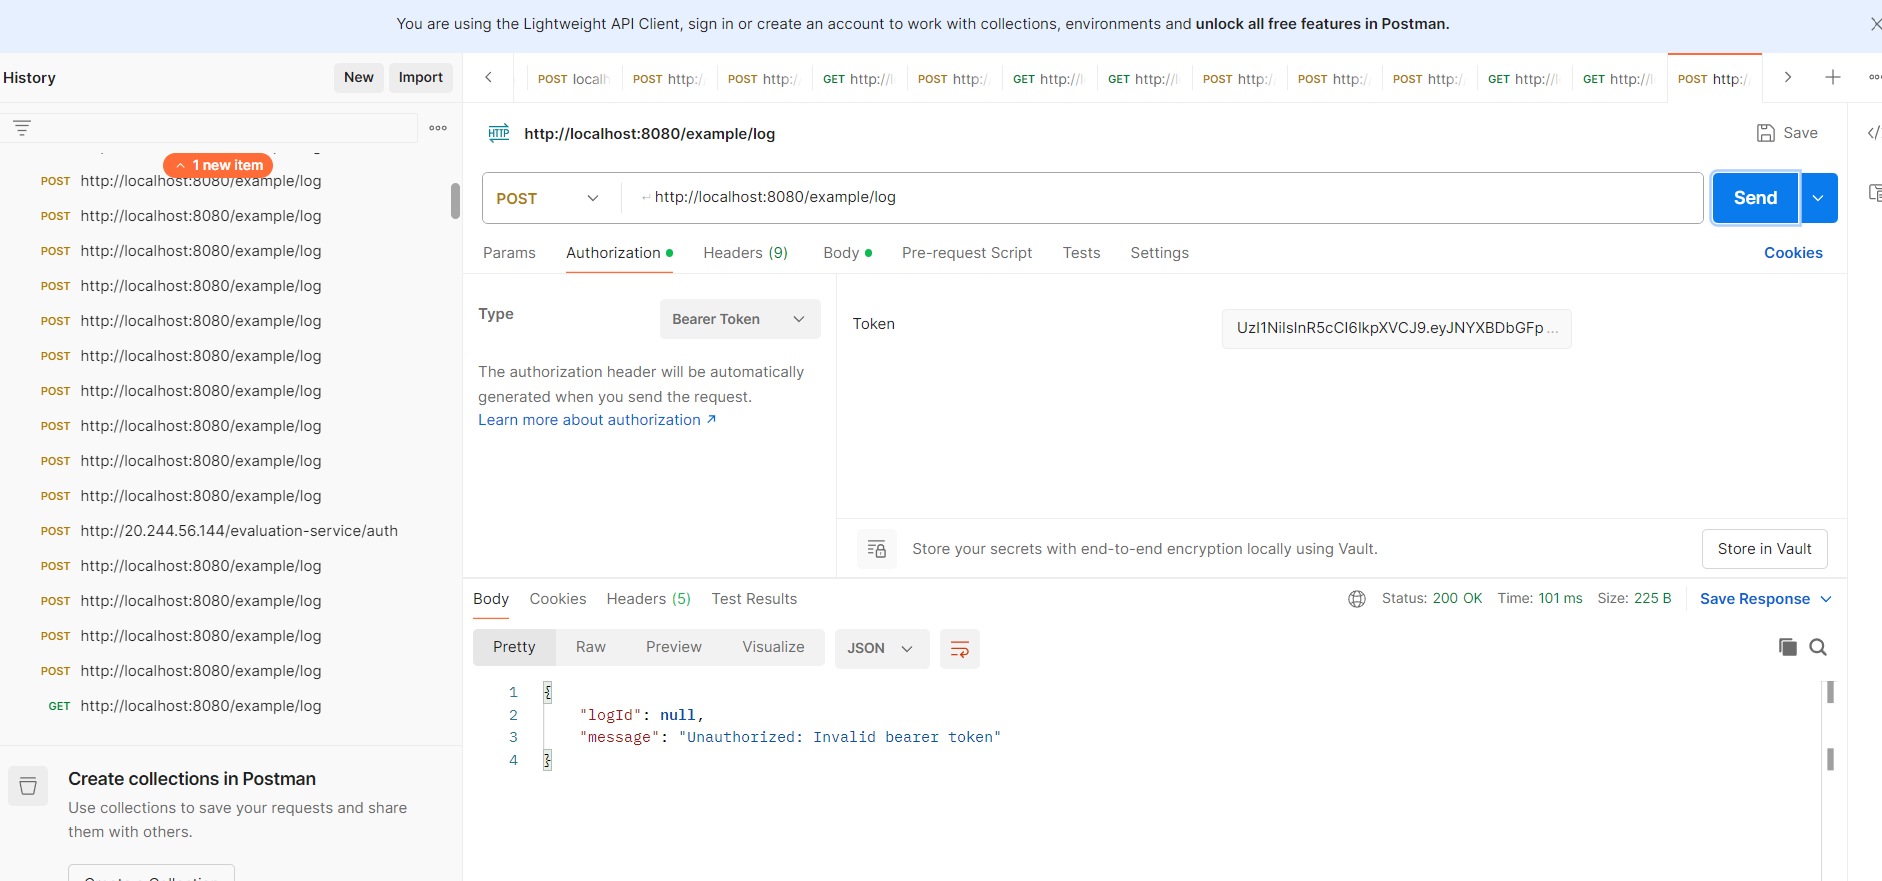 You are using the Lightweight API Client, sign in or create an account to work with collections, environments and unlock all free features in Postman.
History
New
Import
POST localh
POST http:/
POST http:/
GET http://l
POST http:/
GET http://l
GET http://l
POST http:/
POST http:/
POST http:/
GET http://l
GET http://l
POST http:/
HTTP http://localhost:8080/example/log
Save
1 new item
POST http://localhost:8080/example/log
POST http://localhost:8080/example/log
POST http://localhost:8080/example/log
POST http://localhost:8080/example/log
POST http://localhost:8080/example/log
POST http://localhost:8080/example/log
POST http://localhost:8080/example/log
POST http://localhost:8080/example/log
POST http://localhost:8080/example/log
POST http://localhost:8080/example/log
POST http://20.244.56.144/evaluation-service/auth
POST http://localhost:8080/example/log
POST http://localhost:8080/example/log
POST http://localhost:8080/example/log
POST http://localhost:8080/example/log
GET http://localhost:8080/example/log
Create collections in Postman
Use collections to save your requests and share
them with others.
POST
http://localhost:8080/example/log
Send
Params
Authorization
Headers (9)
Body
Pre-request Script
Tests
Settings
Cookies
Type
Bearer Token
The authorization header will be automatically
generated when you send the request.
Learn more about authorization ↗
Token
UzI1NiIsInR5cCI6IkpXVCJ9.eyJNYXBDbGFp ...
Store your secrets with end-to-end encryption locally using Vault.
Store in Vault
Body
Cookies
Headers (5)
Test Results
Status: 200 OK
Time: 101 ms
Size: 225 B
Save Response
Pretty
Raw
Preview
Visualize
JSON
1 {
2 "logId": null,
3 "message": "Unauthorized: Invalid bearer token"
4 }